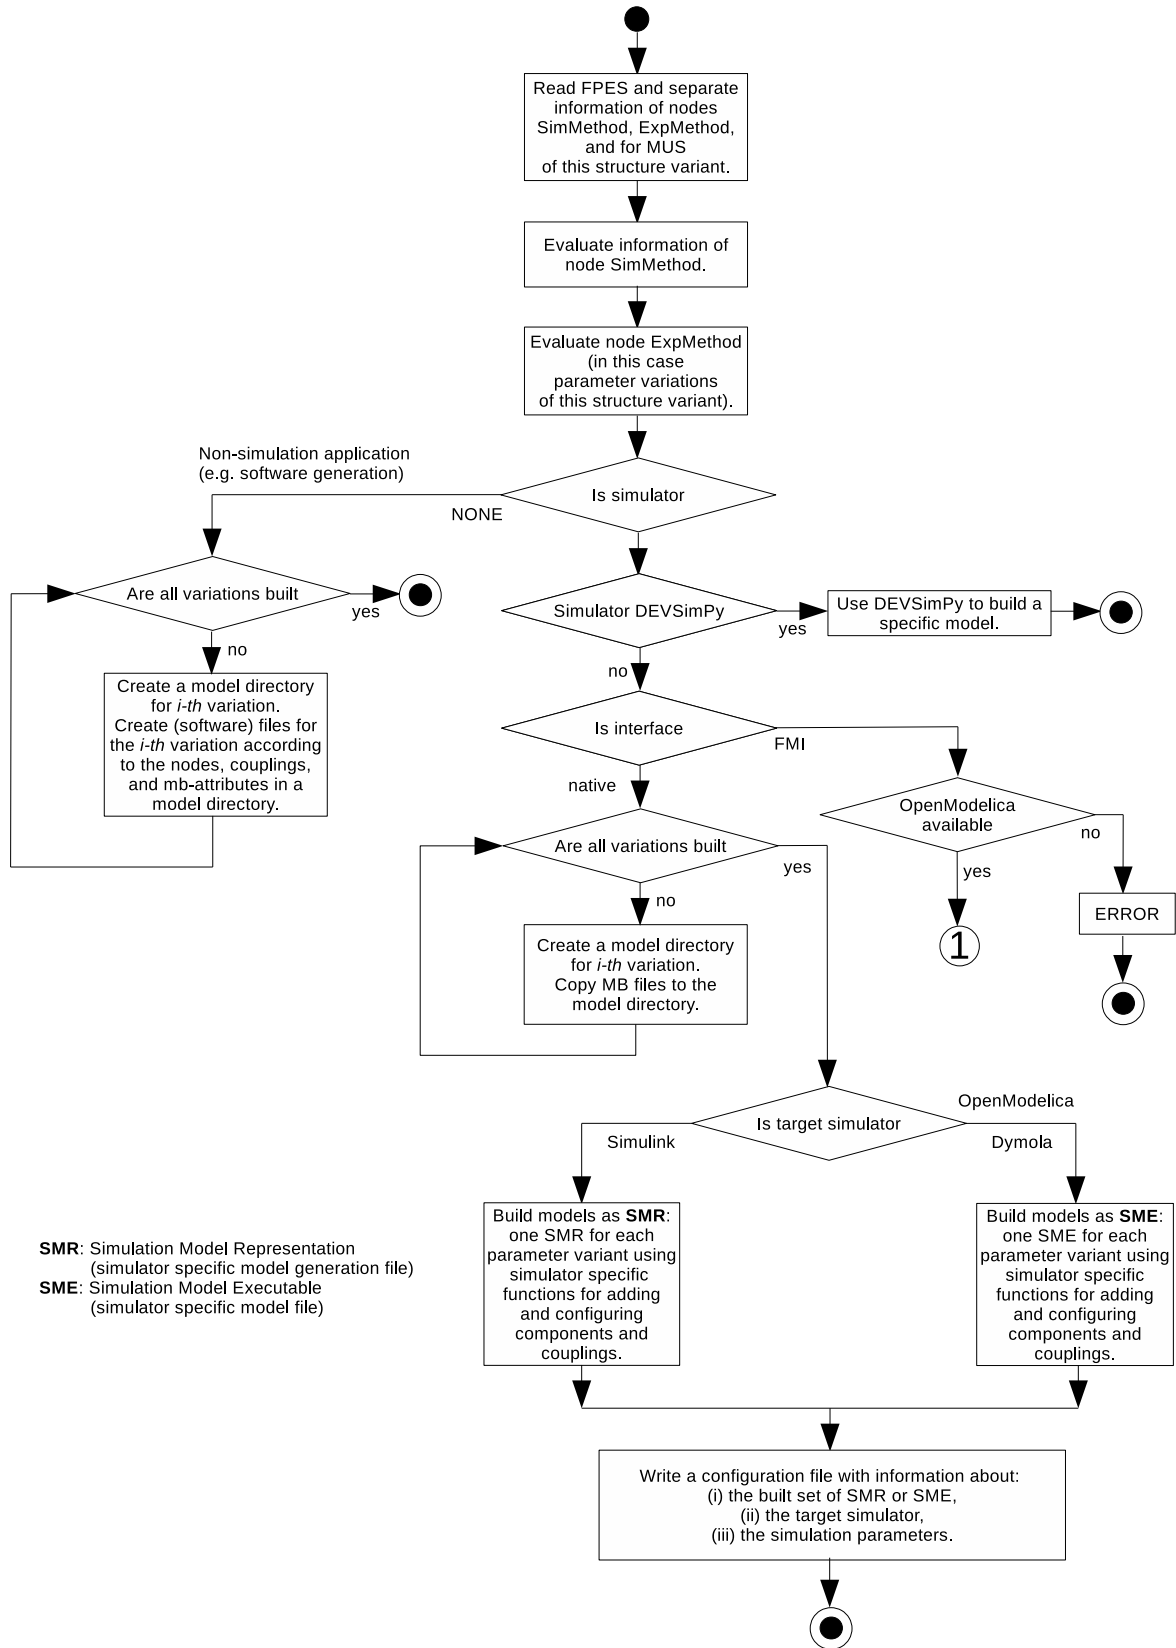 Read FPES and separate
information of nodes
SimMethod, ExpMethod,
and for MUS
of this structure variant.
Evaluate information of
node SimMethod.
Evaluate node ExpMethod
(in this case
parameter variations
of this structure variant).
Non-simulation application
(e.g. software generation)
Is simulator
NONE
Are all variations built
yes
no
Create a model directory
for i-th variation.
Create (software) files for
the i-th variation according
to the nodes, couplings,
and mb-attributes in a
model directory.
Simulator DEVSimPy
yes
Use DEVSimPy to build a
specific model.
no
Is interface
FMI
native
OpenModelica
available
no
yes
1
ERROR
Are all variations built
yes
no
Create a model directory
for i-th variation.
Copy MB files to the
model directory.
Is target simulator
OpenModelica
Simulink
Dymola
Build models as SMR:
one SMR for each
parameter variant using
simulator specific
functions for adding
and configuring
components and
couplings.
Build models as SME:
one SME for each
parameter variant using
simulator specific
functions for adding
and configuring
components and
couplings.
SMR: Simulation Model Representation
(simulator specific model generation file)
SME: Simulation Model Executable
(simulator specific model file)
Write a configuration file with information about:
(i) the built set of SMR or SME,
(ii) the target simulator,
(iii) the simulation parameters.